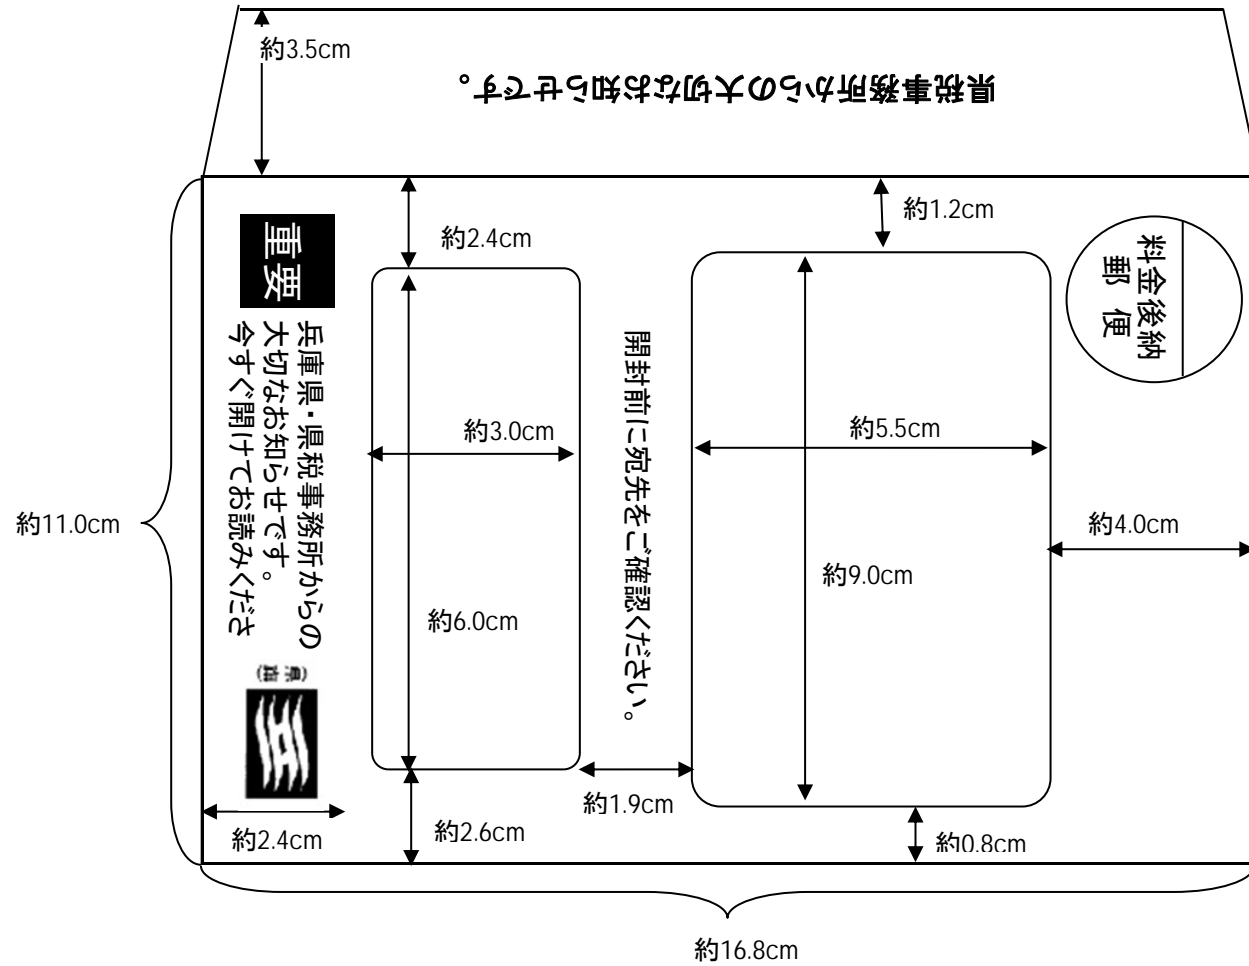 約3.5cm
県税事務所からの大切なお知らせです。
約1.2cm
約2.4cm
重要
料金後納
郵便
兵庫県・県税事務所からの
大切なお知らせです。
今すぐ開けてお読みくださ
開封前に宛先をご確認ください。
約3.0cm
約5.5cm
約11.0cm
約4.0cm
約9.0cm
約6.0cm
約1.9cm
約2.4cm
約2.6cm
約0.8cm
約16.8cm